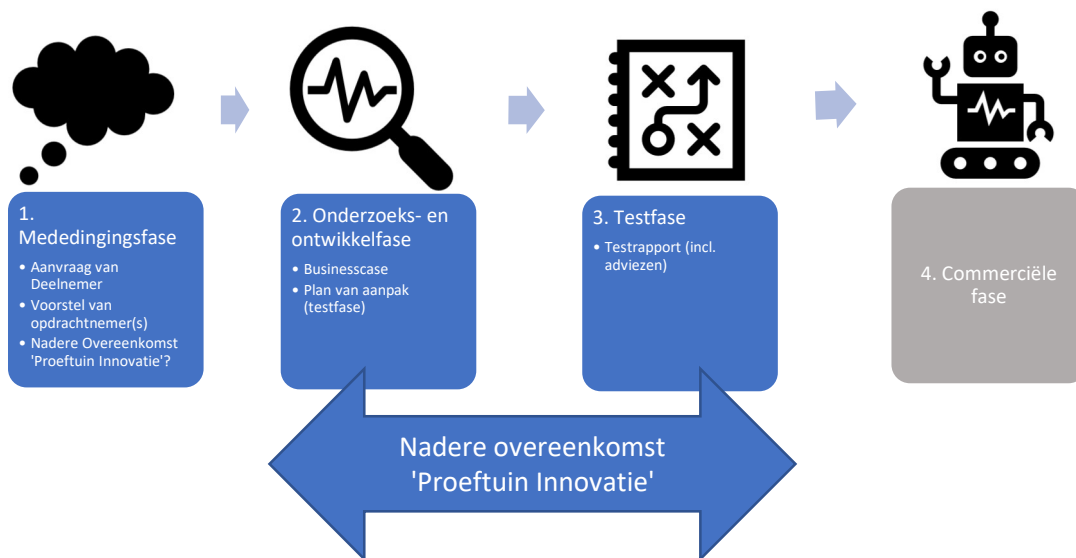 1.
Mededingingsfase
• Aanvraag van
Deelnemer
• Voorstel van
opdrachtnemer(s)
• Nadere Overeenkomst
'Proeftuin Innovatie'?
2. Onderzoeks- en
ontwikkelfase
• Businesscase
• Plan van aanpak
(testfase)
3. Testfase
• Testrapport (incl.
adviezen)
4. Commerciële
fase
Nadere overeenkomst
'Proeftuin Innovatie'